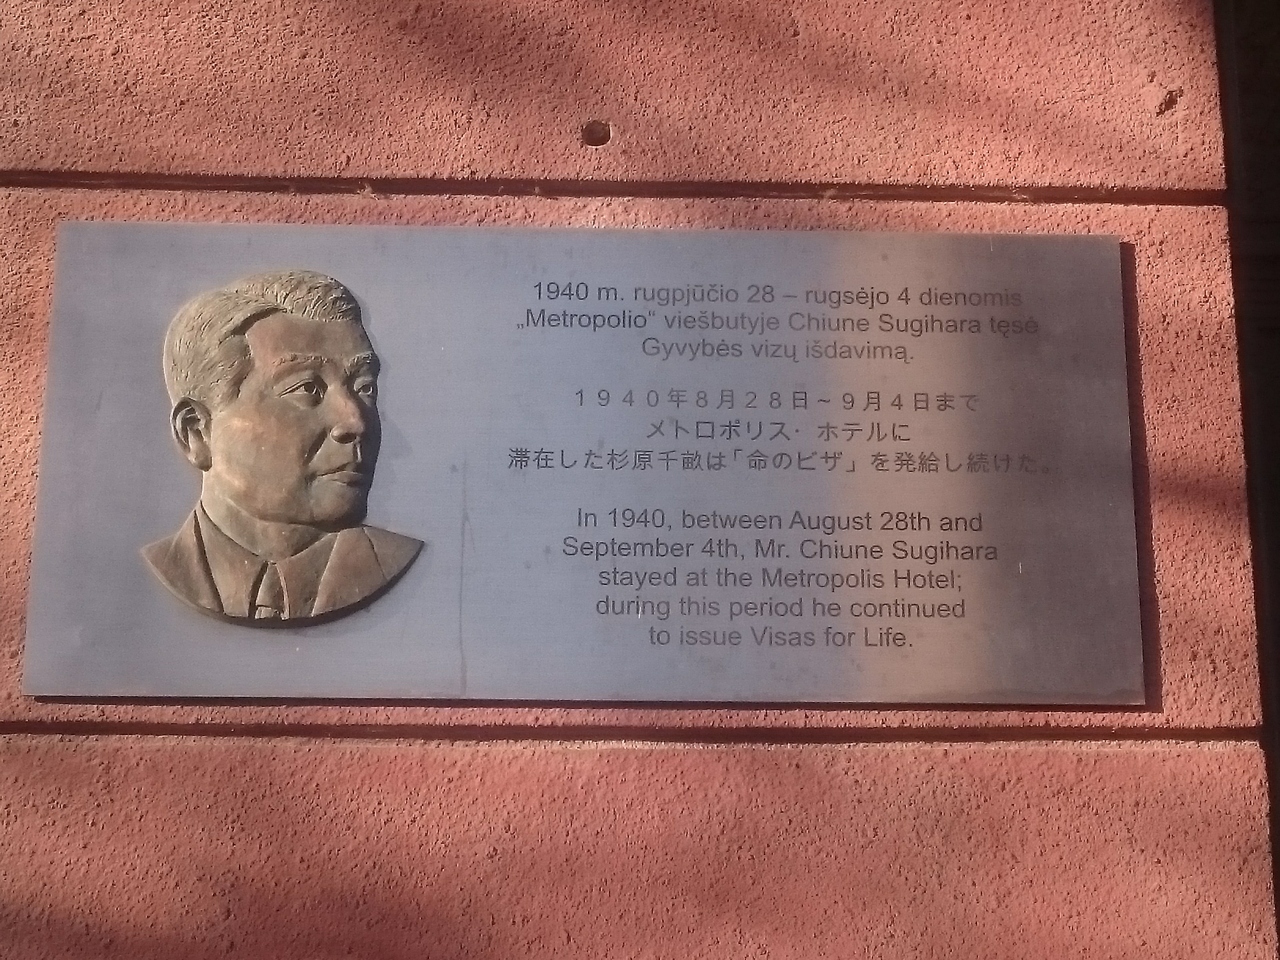 1940 m. rugpjūčio 28 – rugsėjo 4 dienomis
„Metropolio“ viešbutyje Chiune Sugihara tęsė
Gyvybės vizų išdavimą.
１９４０年８月２８日~９月４日まで
メトロポリス· ホテルに
滞在した杉原千畝は「命のビザ」を発給し続けた。
In 1940, between August 28th and
September 4th, Mr. Chiune Sugihara
stayed at the Metropolis Hotel;
during this period he continued
to issue Visas for Life.